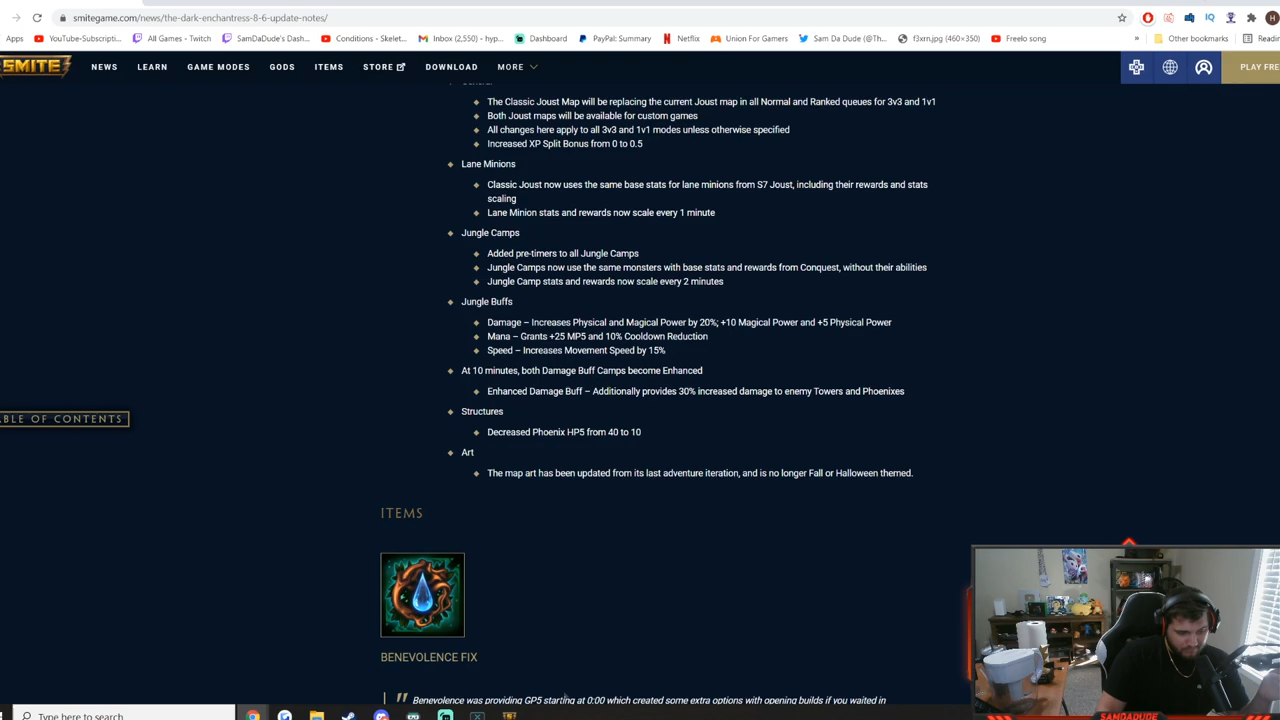 smitegame.com/news/the-dark-enchantress-8-6-update-notes/
Apps YouTube-Subscripti... All Games - Twitch SamDaDude's Dash... Conditions - Skelet... Inbox (2,550) - hyp... Dashboard PayPal: Summary Netflix Union For Gamers Sam Da Dude (@Th... f3xrn.jpg (460×350) Freelo song » Other bookmarks Readin
SMITE NEWS LEARN GAME MODES GODS ITEMS STORE DOWNLOAD MORE PLAY FRE
The Classic Joust Map will be replacing the current Joust map in all Normal and Ranked queues for 3v3 and 1v1
Both Joust maps will be available for custom games
All changes here apply to all 3v3 and 1v1 modes unless otherwise specified
Increased XP Split Bonus from 0 to 0.5
Lane Minions
Classic Joust now uses the same base stats for lane minions from S7 Joust, including their rewards and stats
scaling
Lane Minion stats and rewards now scale every 1 minute
Jungle Camps
Added pre-timers to all Jungle Camps
Jungle Camps now use the same monsters with base stats and rewards from Conquest, without their abilities
Jungle Camp stats and rewards now scale every 2 minutes
Jungle Buffs
Damage – Increases Physical and Magical Power by 20%; +10 Magical Power and +5 Physical Power
Mana – Grants +25 MP5 and 10% Cooldown Reduction
Speed – Increases Movement Speed by 15%
At 10 minutes, both Damage Buff Camps become Enhanced
Enhanced Damage Buff – Additionally provides 30% increased damage to enemy Towers and Phoenixes
ABLE OF CONTENTS
Structures
Decreased Phoenix HP5 from 40 to 10
Art
The map art has been updated from its last adventure iteration, and is no longer Fall or Halloween themed.
ITEMS
BENEVOLENCE FIX
" Benevolence was providing GP5 starting at 0:00 which created some extra options with opening builds if you waited in
Type here to search
SAMDADUDE